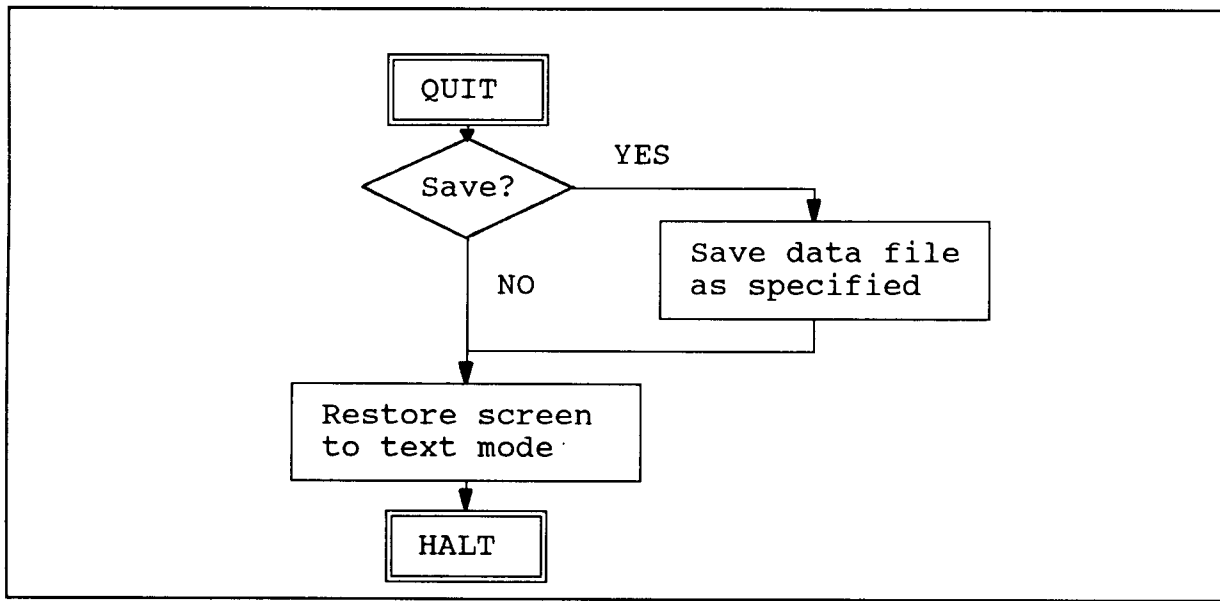 QUIT
YES
Save?
Save data file
as specified
NO
Restore screen
to text mode
HALT